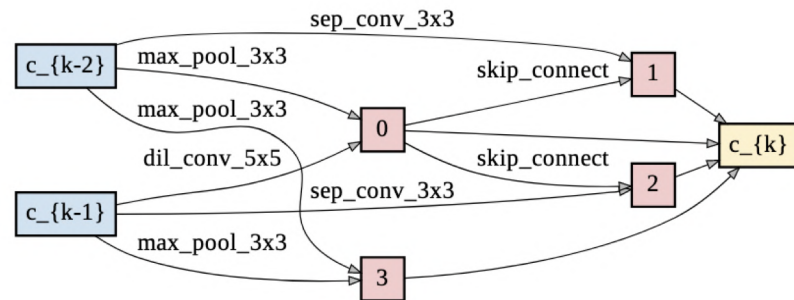 sep_conv_3x3
c_{k-2}
max_pool_3x3
skip_connect
1
max_pool_3x3
0
c_{k}
dil_conv_5x5
skip_connect
2
sep_conv_3x3
c_{k-1}
max_pool_3x3
3